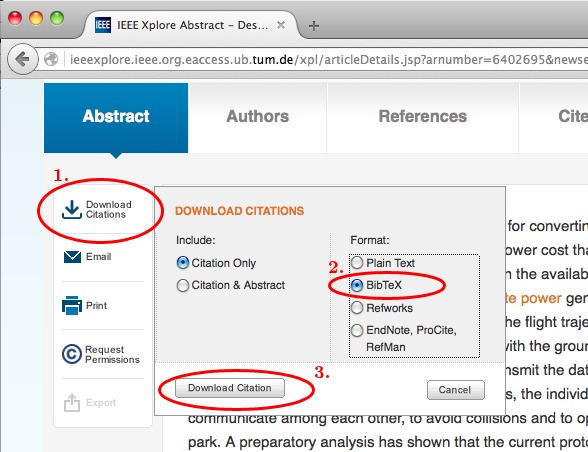 IEEE Xplore Abstract – Des...
ieeexplore.ieee.org.eaccess.ub.tum.de/xpl/articleDetails.jsp?arnumber=6402695&newse
Abstract
Authors
References
Cite
1.
Download
Citations
Email
Print
Request
Permissions
Export
DOWNLOAD CITATIONS
Include:
Citation Only
Citation & Abstract
Format:
2.
Plain Text
BibTeX
Refworks
EndNote, ProCite,
RefMan
3.
Download Citation
Cancel
for converting
ower cost tha
n the availab
te power gen
he flight traje
with the groun
nsmit the dat
s, the individ
communicate among each other, to avoid collisions and to op
park. A preparatory analysis has shown that the current proto